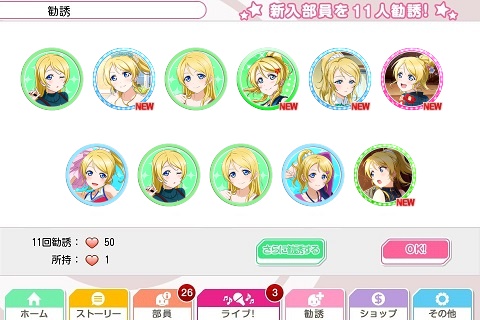 勧誘
新入部員を11人勧誘!
NEW
NEW
NEW
NEW
NEW
11回勧誘: 50
所持: 1
さらに勧誘する
OK!
26
3
ホーム
ストーリー
部員
ライブ!
勧誘
ショップ
その他